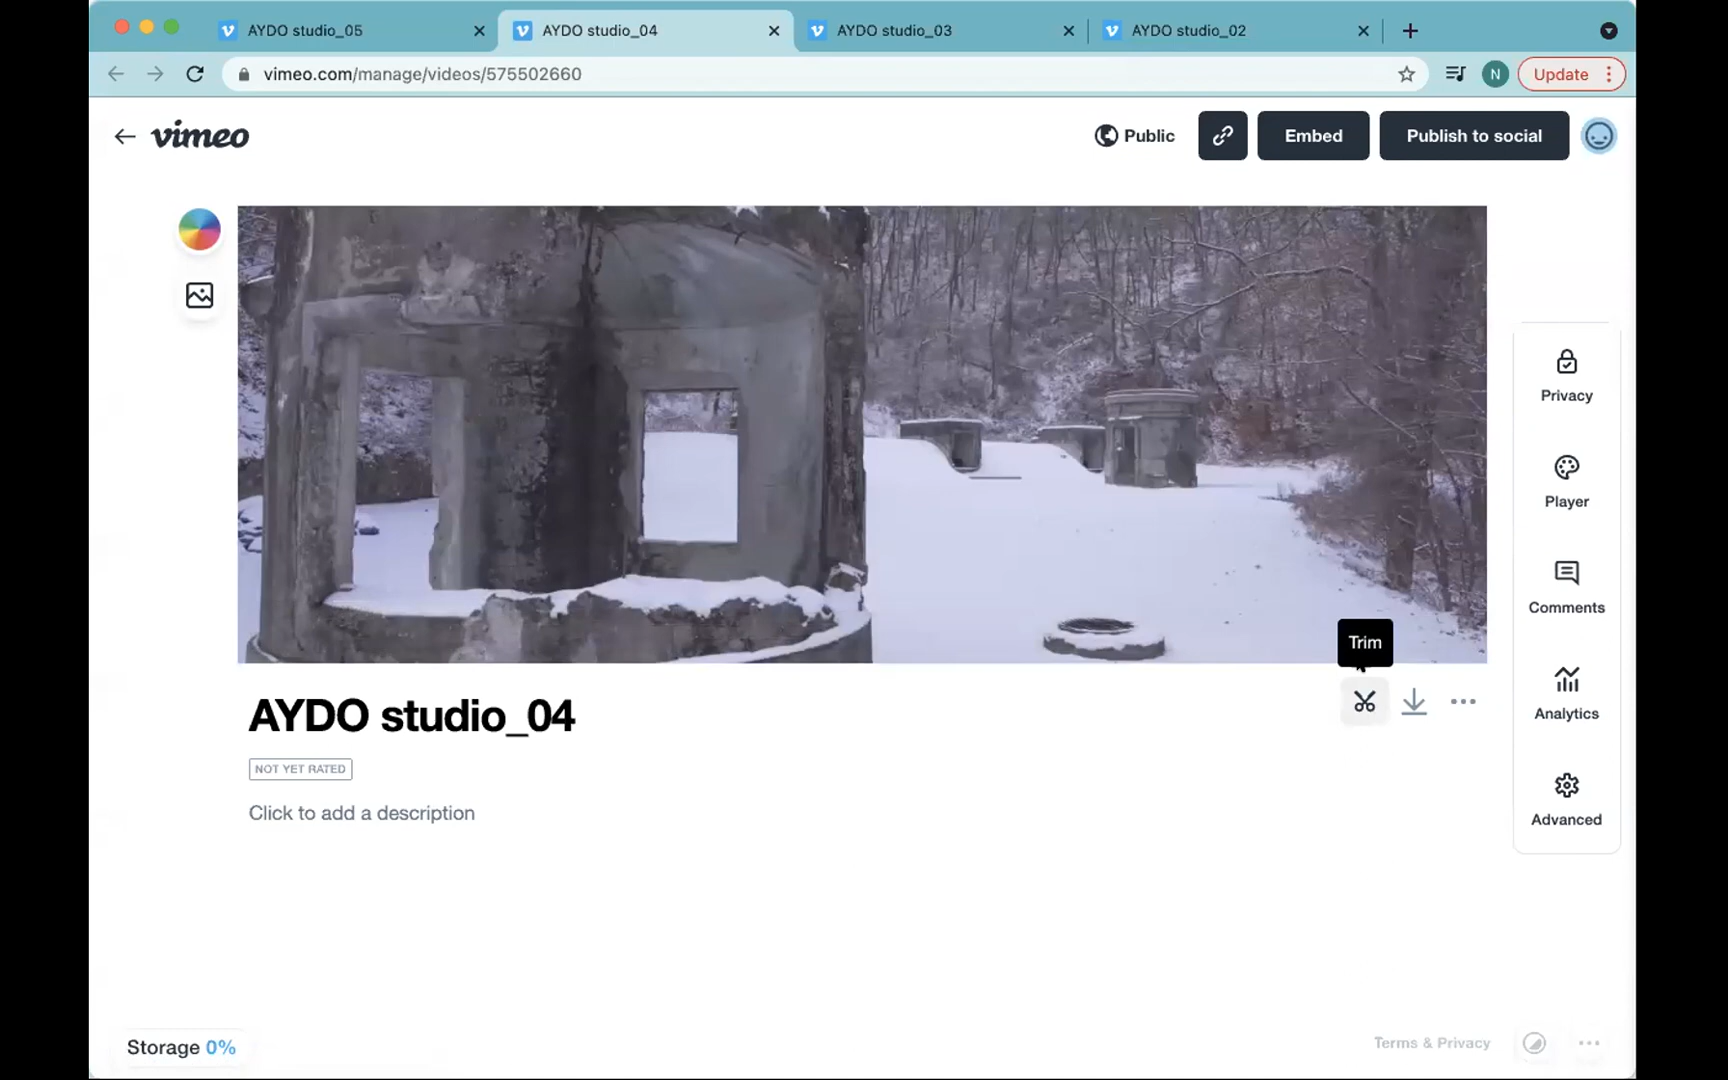 AYDO studio_05
AYDO studio_04
AYDO studio_03
AYDO studio_02
vimeo.com/manage/videos/575502660
N
Update
vimeo
Public
Embed
Publish to social
Privacy
Player
Comments
Trim
AYDO studio_04
Analytics
NOT YET RATED
Click to add a description
Advanced
Storage 0%
Terms & Privacy